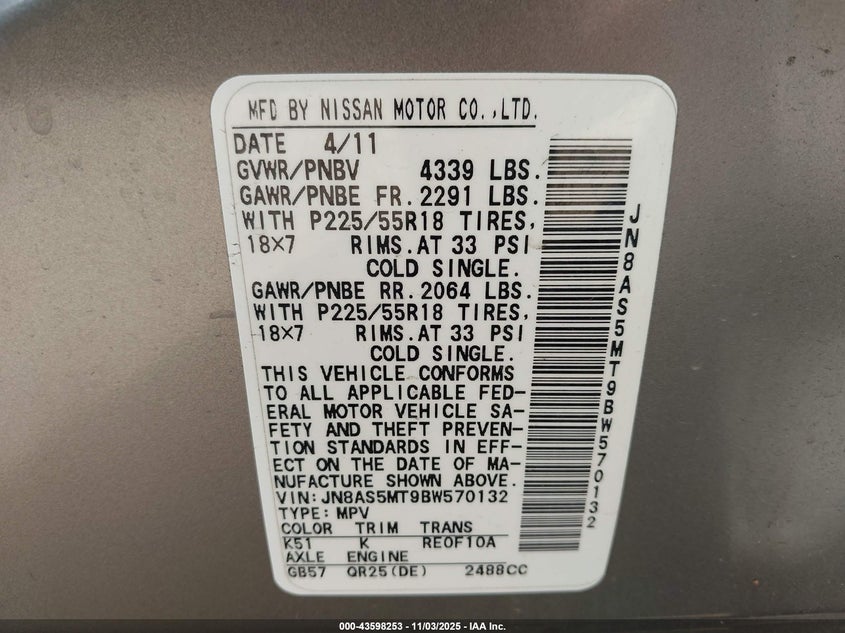 MFD BY NISSAN MOTOR CO.,LTD.
DATE 4/11
GVWR/PNBV 4339 LBS.
GAWR/PNBE FR.2291 LBS.
WITH P225/55R18 TIRES,
18×7 RIMS.AT 33 PSI
COLD SINGLE.
GAWR/PNBE RR.2064 LBS.
WITH P225/55R18 TIRES,
18×7 RIMS.AT 33 PSI
COLD SINGLE.
THIS VEHICLE CONFORMS
TO ALL APPLICABLE FED-
ERAL MOTOR VEHICLE SA-
FETY AND THEFT PREVEN-
TION STANDARDS IN EFF-
ECT ON THE DATE OF MA-
NUFACTURE SHOWN ABOVE.
VIN:JN8AS5MT9BW570132
TYPE:MPV
COLOR TRIM TRANS
K51 K RE0F10A
AXLE ENGINE
GB57 QR25(DE) 2488CC
JN8AS5MT9BW570132
000-43598253 - 11/03/2025 - IAA Inc.